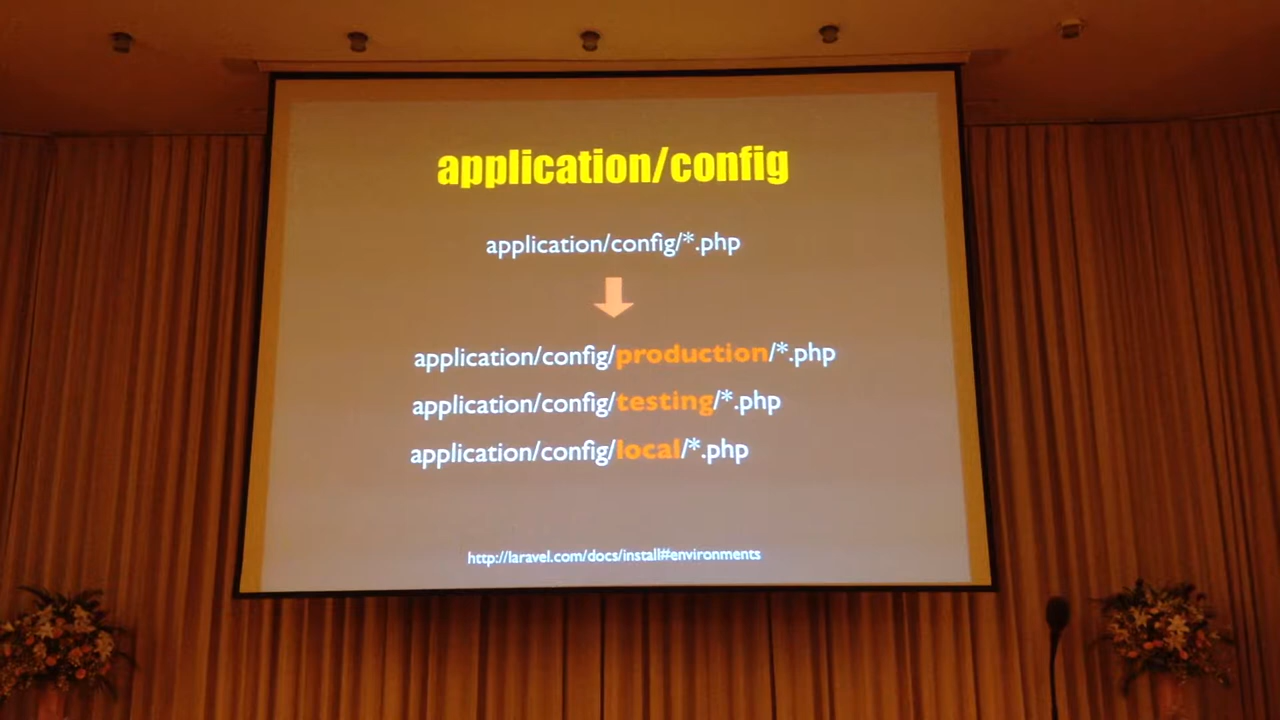 application/config
application/config/*.php
application/config/production/*.php
application/config/testing/*.php
application/config/local/*.php
http://laravel.com/docs/install#environments